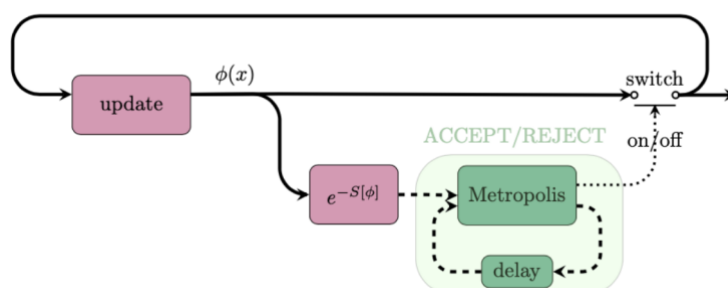 ϕ(x)
switch
update
ACCEPT/REJECT
on/off
e^{-S[ϕ]}
Metropolis
delay